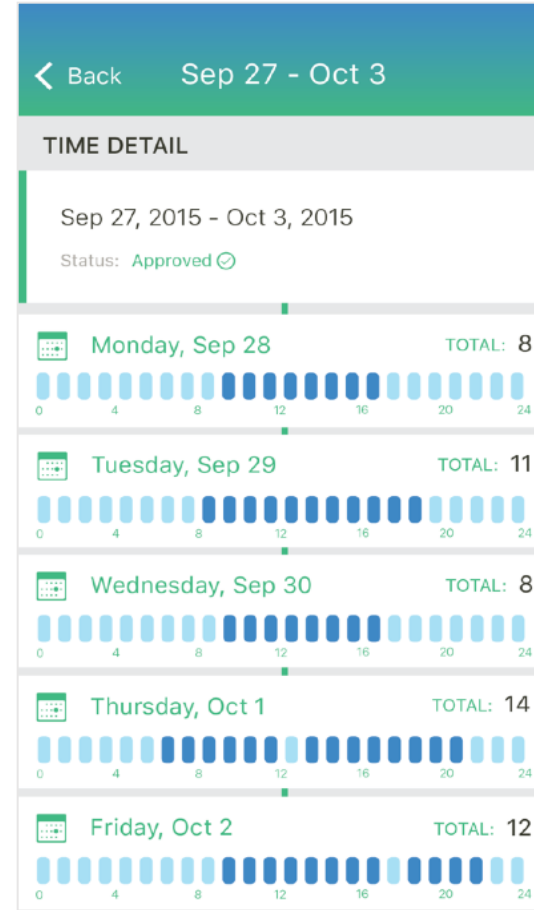 Back Sep 27 - Oct 3
TIME DETAIL
Sep 27, 2015 - Oct 3, 2015
Status: Approved
Monday, Sep 28 TOTAL: 8
0 4 8 12 16 20 24
Tuesday, Sep 29 TOTAL: 11
0 4 8 12 16 20 24
Wednesday, Sep 30 TOTAL: 8
0 4 8 12 16 20 24
Thursday, Oct 1 TOTAL: 14
0 4 8 12 16 20 24
Friday, Oct 2 TOTAL: 12
0 4 8 12 16 20 24